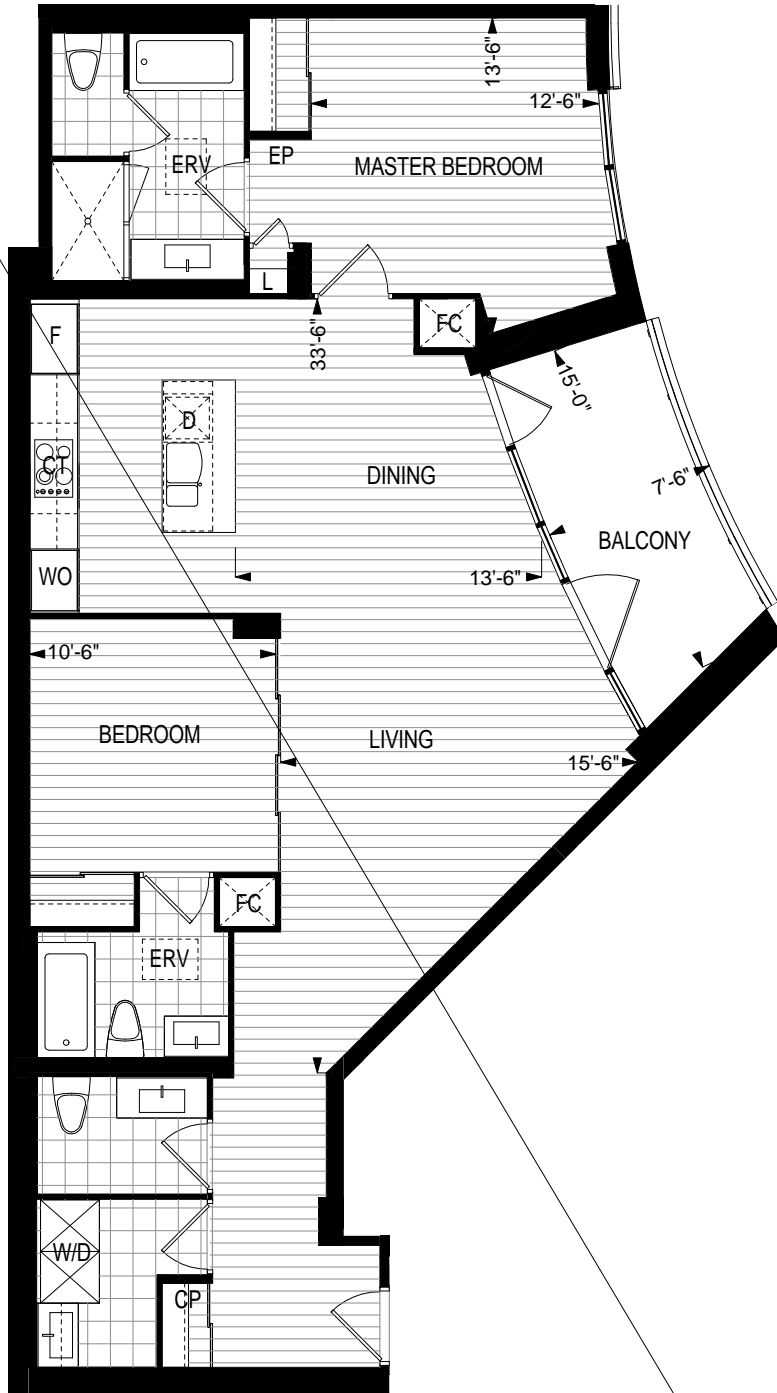 13'-6"
12'-6"
ERV
EP
MASTER BEDROOM
L
F
33'-6"
FC
15'-0"
D
CT
DINING
7'-6"
BALCONY
WO
13'-6"
10'-6"
BEDROOM
LIVING
15'-6"
FC
ERV
W/D
CP